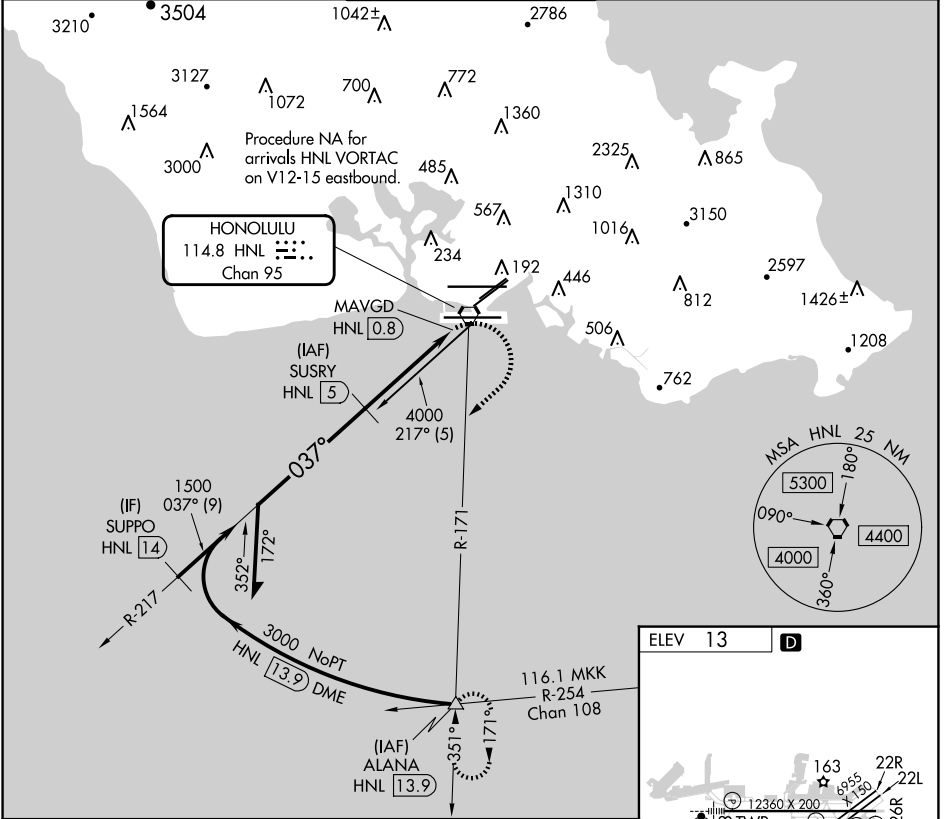 3210
3504
1042±
2786
3127
1564
1072
700
772
1360
3000
Procedure NA for
arrivals HNL VORTAC
on V12-15 eastbound.
485
2325
865
567
1310
1016
3150
HONOLULU
114.8 HNL
Chan 95
234
192
446
2597
812
1426±
MAVGD
HNL 0.8
506
1208
(IAF)
SUSRY
HNL 5
762
4000
217° (5)
037°
MSA HNL 25 NM
5300
180°
090°
4400
4000
360°
1500
037° (9)
(IF)
SUPPO
HNL 14
R-171
352°
172°
R-217
3000 NoPT
HNL 13.9 DME
116.1 MKK
R-254
Chan 108
(IAF)
ALANA
HNL 13.9
351°
171°
ELEV 13
D
163
22R
22L
6955
X 150
P
12360 X 200
TWR
26R